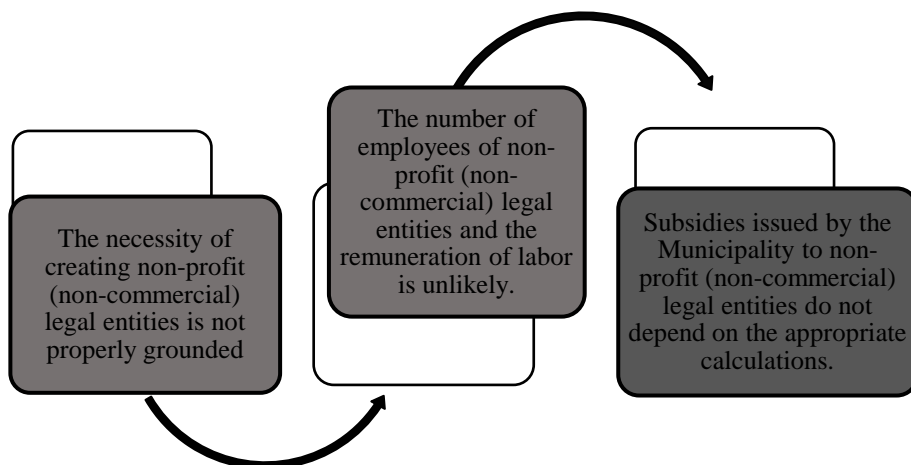 The necessity of
creating non-profit
(non-commercial)
legal entities is not
properly grounded
The number of
employees of non-
profit (non-
commercial) legal
entities and the
remuneration of labor
is unlikely.
Subsidies issued by the
Municipality to non-
profit (non-commercial)
legal entities do not
depend on the appropriate
calculations.